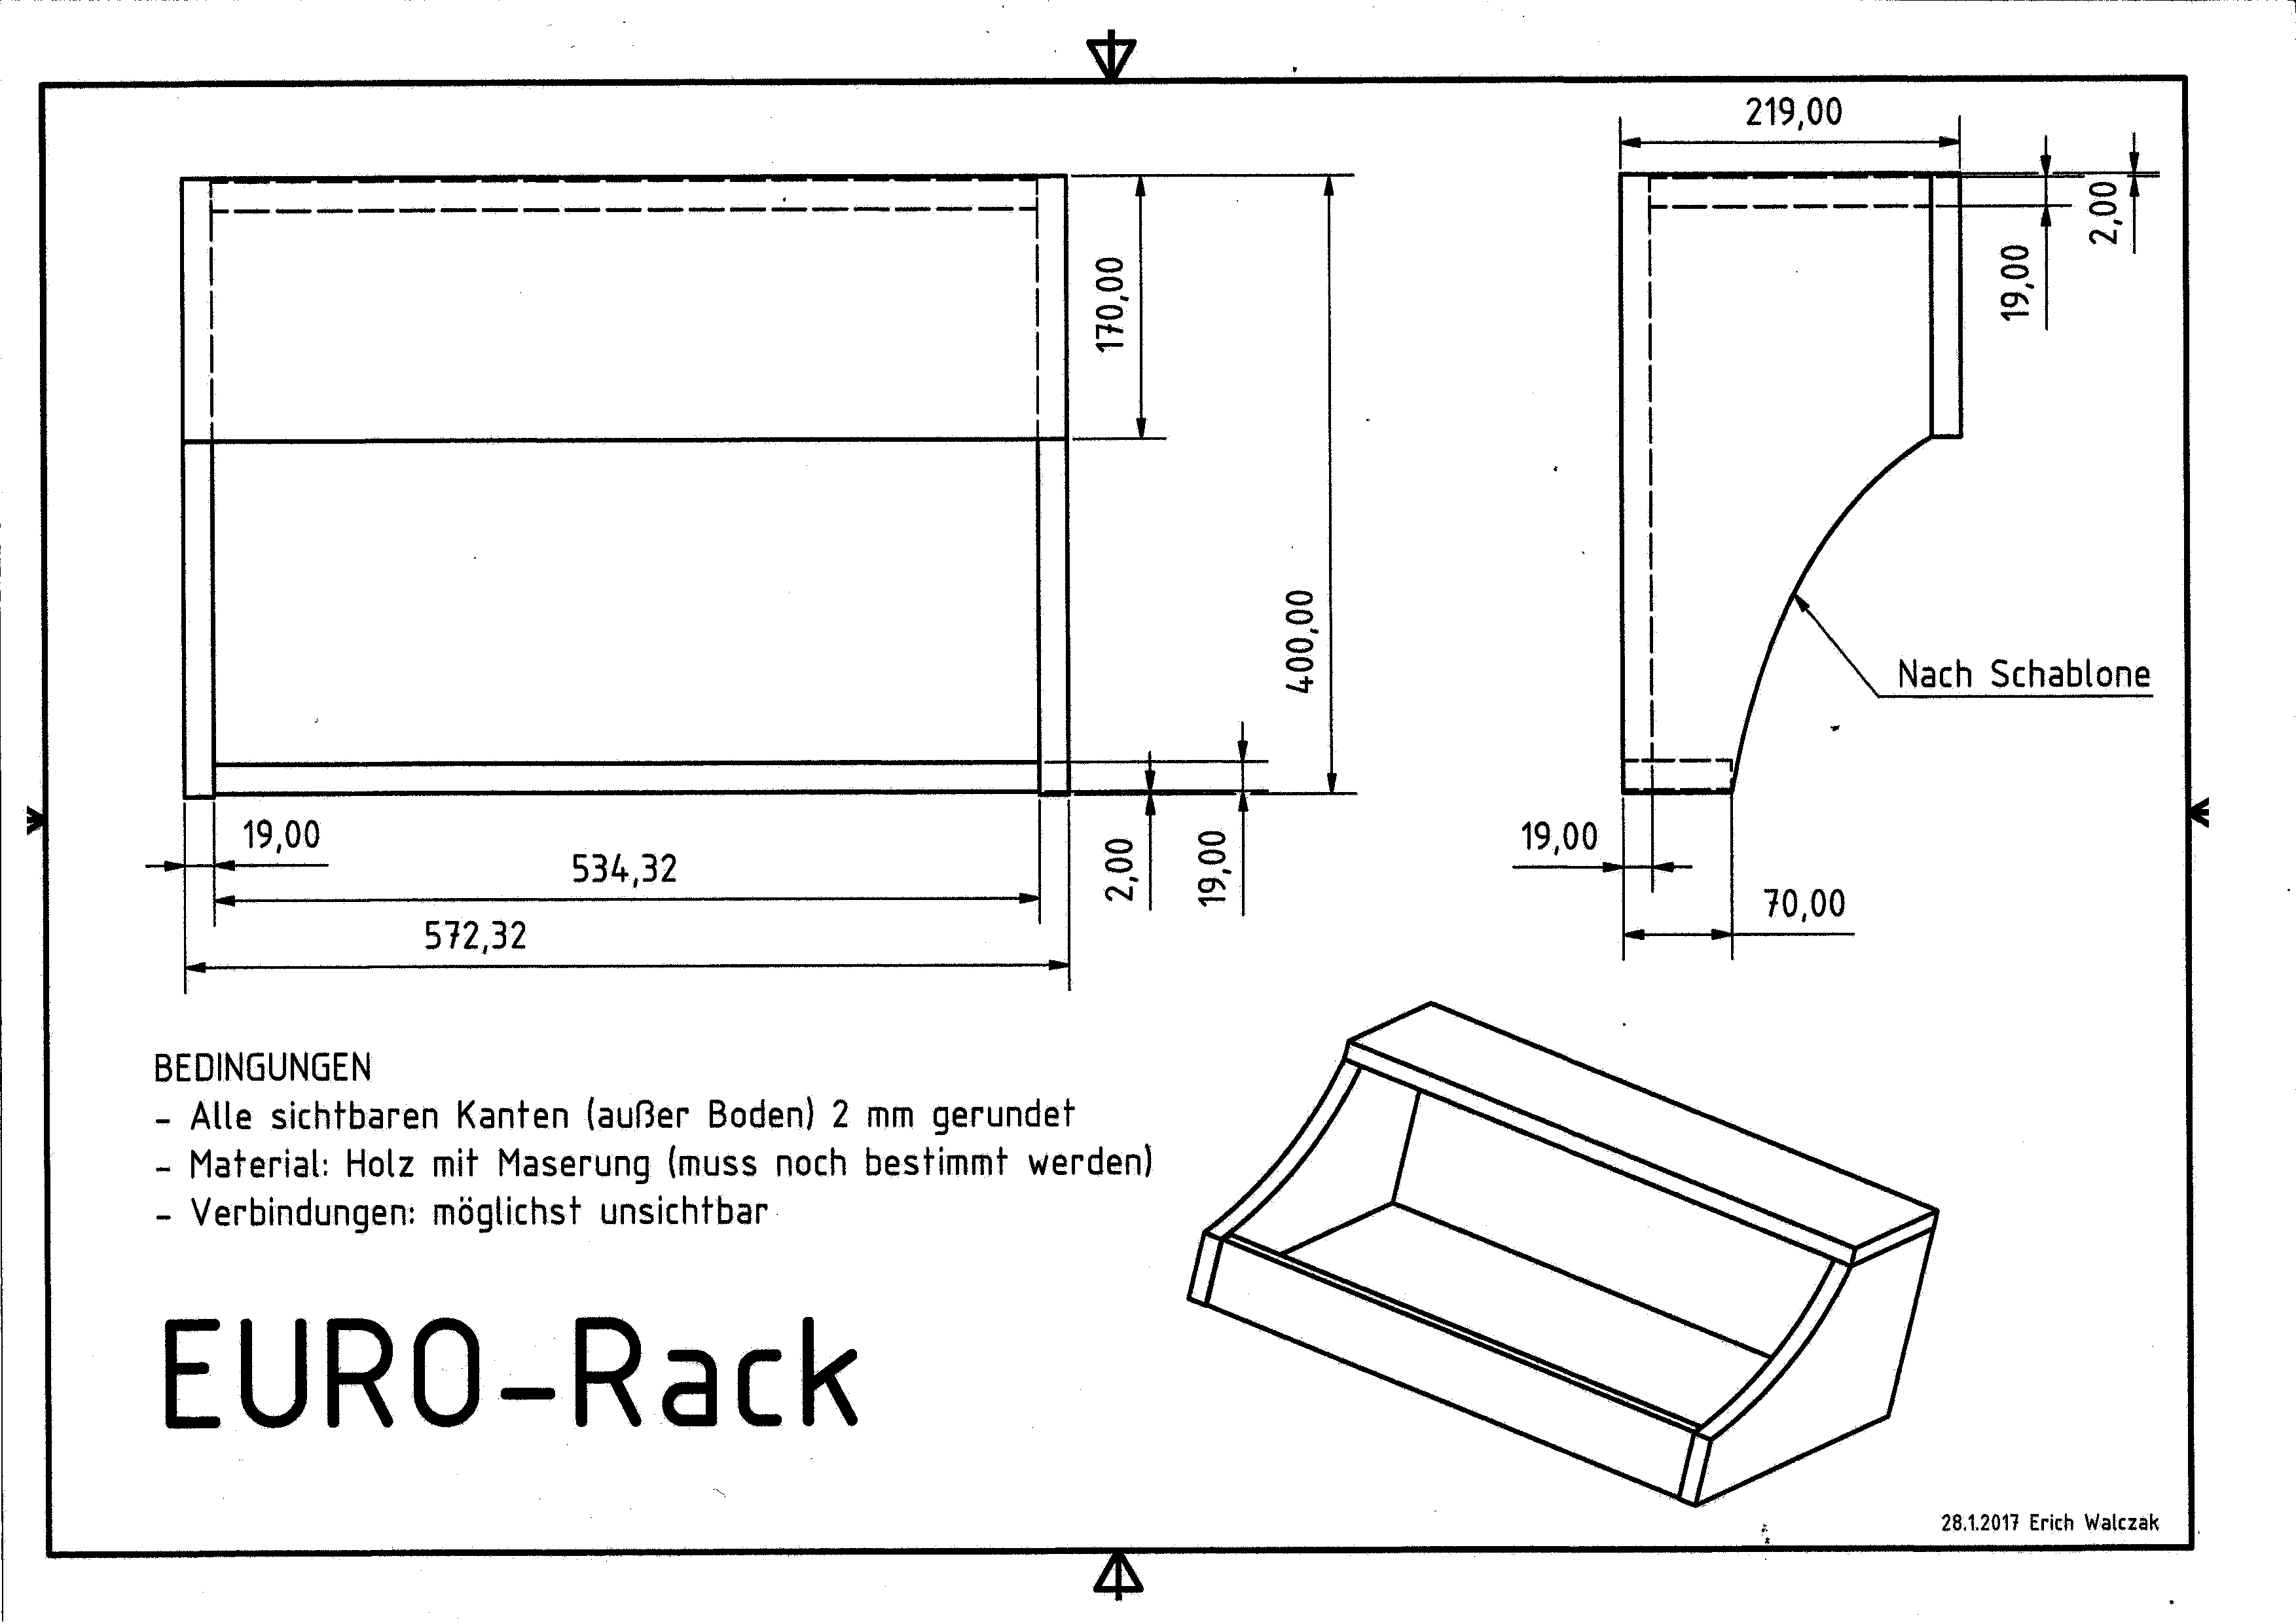 219,00
2,00
19,00
170,00
400,00
Nach Schablone
19,00
534,32
572,32
2,00
19,00
19,00
70,00
BEDINGUNGEN
- Alle sichtbaren Kanten (außer Boden) 2 mm gerundet
- Material: Holz mit Maserung (muss noch bestimmt werden)
- Verbindungen: möglichst unsichtbar
EURO-Rack
28.1.2017 Erich Walczak